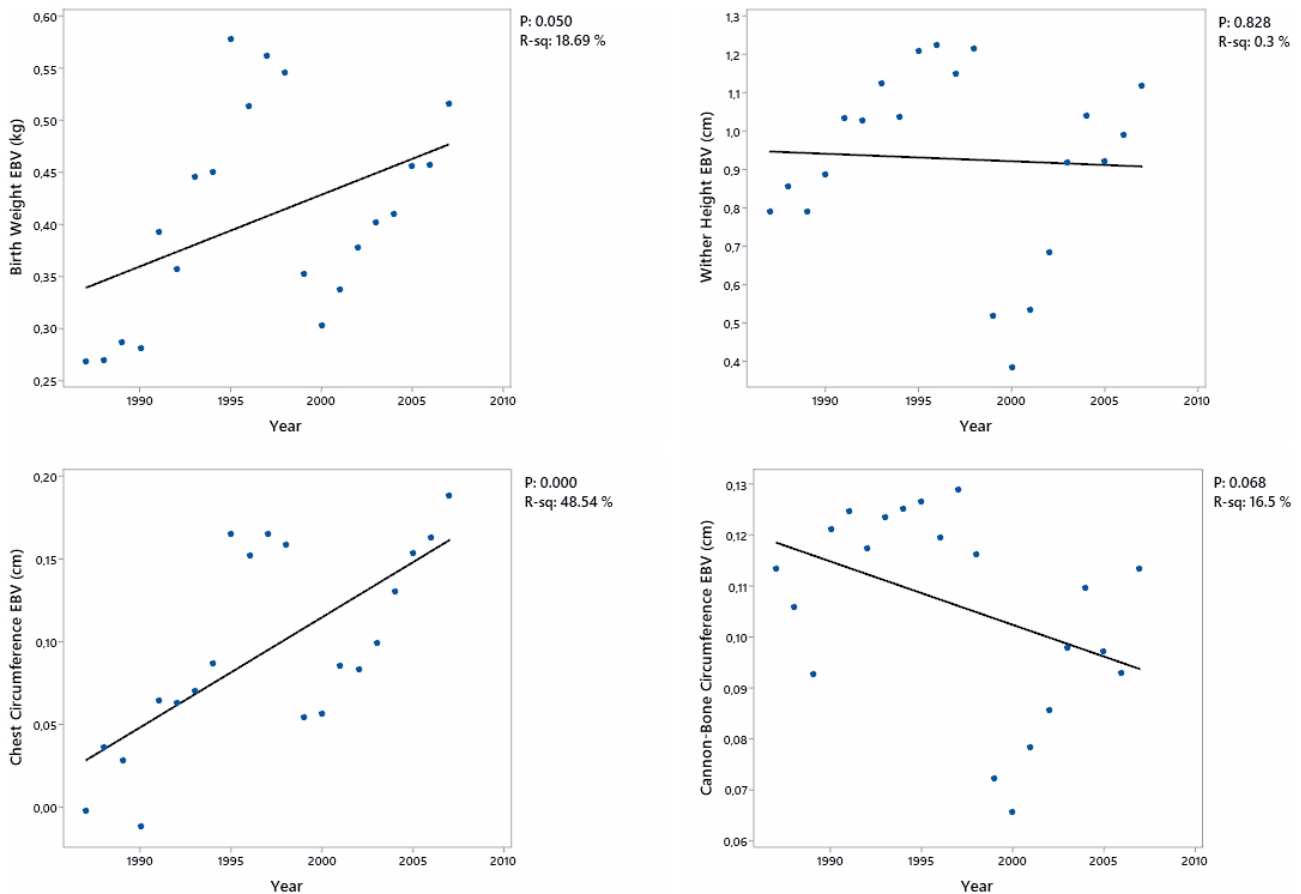 P: 0.050
R-sq: 18.69 %
Birth Weight EBV (kg)
0,60
0,55
0,50
0,45
0,40
0,35
0,30
0,25
1990 1995 2000 2005 2010
Year
P: 0.828
R-sq: 0.3 %
Wither Height EBV (cm)
1,3
1,2
1,1
1,0
0,9
0,8
0,7
0,6
0,5
0,4
1990 1995 2000 2005 2010
Year
P: 0.000
R-sq: 48.54 %
Chest Circumference EBV (cm)
0,20
0,15
0,10
0,05
0,00
1990 1995 2000 2005 2010
Year
P: 0.068
R-sq: 16.5 %
Cannon-Bone Circumference EBV (cm)
0,13
0,12
0,11
0,10
0,09
0,08
0,07
0,06
1990 1995 2000 2005 2010
Year